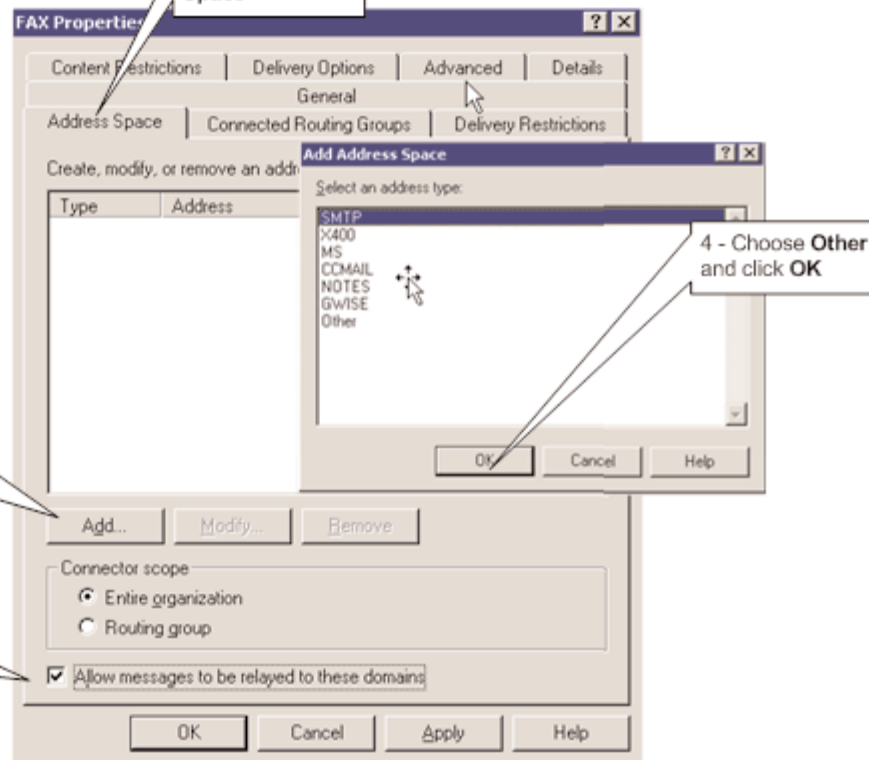 Space
FAX Properties
Content Restrictions
Delivery Options
Advanced
Details
General
Address Space
Connected Routing Groups
Delivery Restrictions
Create, modify, or remove an addr
Type
Address
Add Address Space
Select an address type:
SMTP
X400
MS
CCMAIL
NOTES
GWISE
Other
4 - Choose Other
and click OK
OK
Cancel
Help
Add...
Modify...
Remove
Connector scope
Entire organization
Routing group
Allow messages to be relayed to these domains
OK
Cancel
Apply
Help